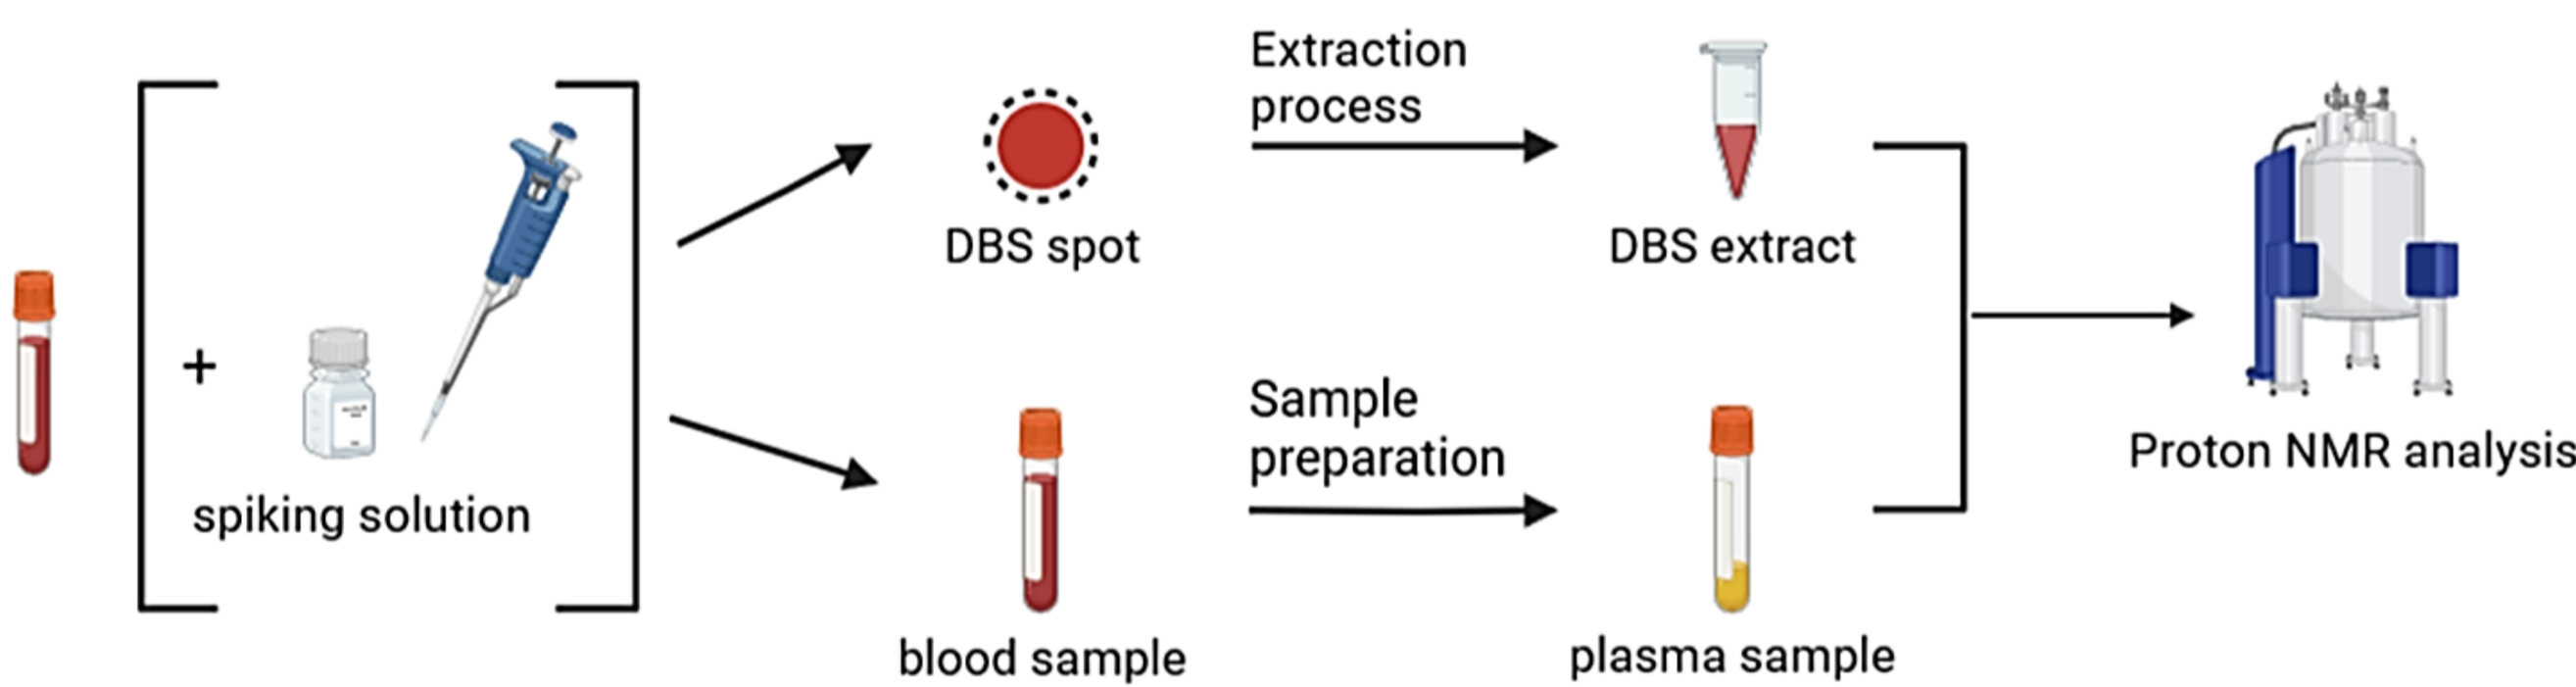 +
spiking solution
DBS spot
blood sample
Extraction
process
Sample
preparation
DBS extract
plasma sample
Proton NMR analysis